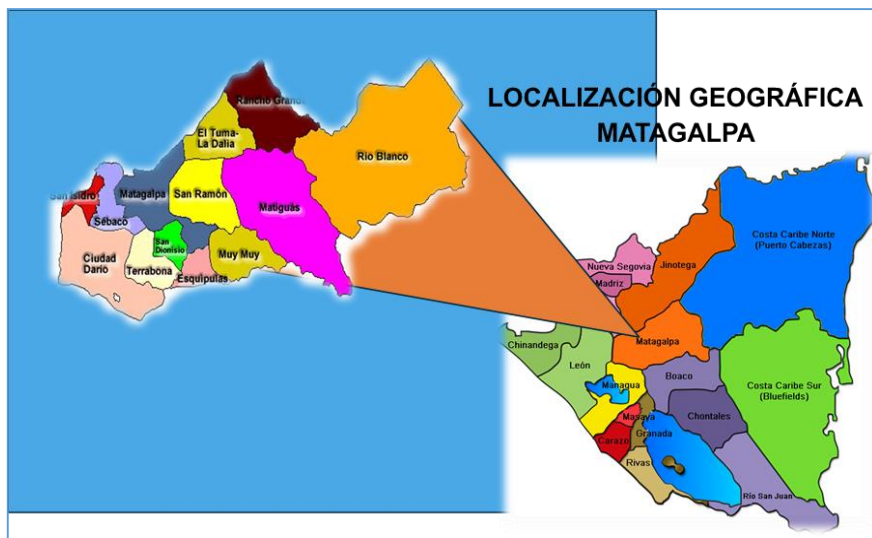 LOCALIZACIÓN GEOGRÁFICA
MATAGALPA
Rancho Grand
El Tuma-
La Dalia
Rio Blanco
San Isidro
Matagalpa
San Ramón
Sébaco
Matiguás
San
Dionisio
Ciudad
Darío
Terrabona
Esquipulas
Muy Muy
Costa Caribe Norte
(Puerto Cabezas)
Nueva Segovia
Jinotega
Madriz
Chinandega
Matagalpa
León
Boaco
Managua
Costa Caribe Sur
(Bluefields)
Masaya
Chontales
Carazo
Granada
Rivas
Río San Juan